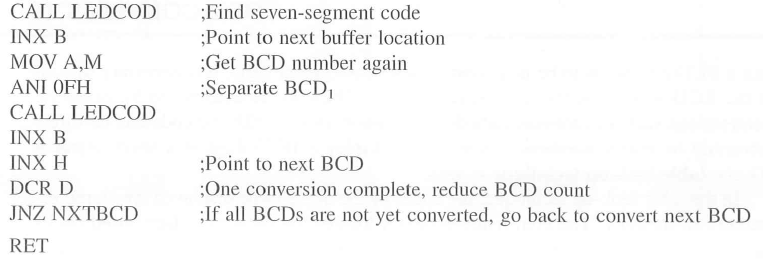 CALL LEDCOD ;Find seven-segment code
INX B ;Point to next buffer location
MOV A,M ;Get BCD number again
ANI 0FH ;Separate BCD₁
CALL LEDCOD
INX B
INX H ;Point to next BCD
DCR D ;One conversion complete, reduce BCD count
JNZ NXTBCD ;If all BCDs are not yet converted, go back to convert next BCD
RET